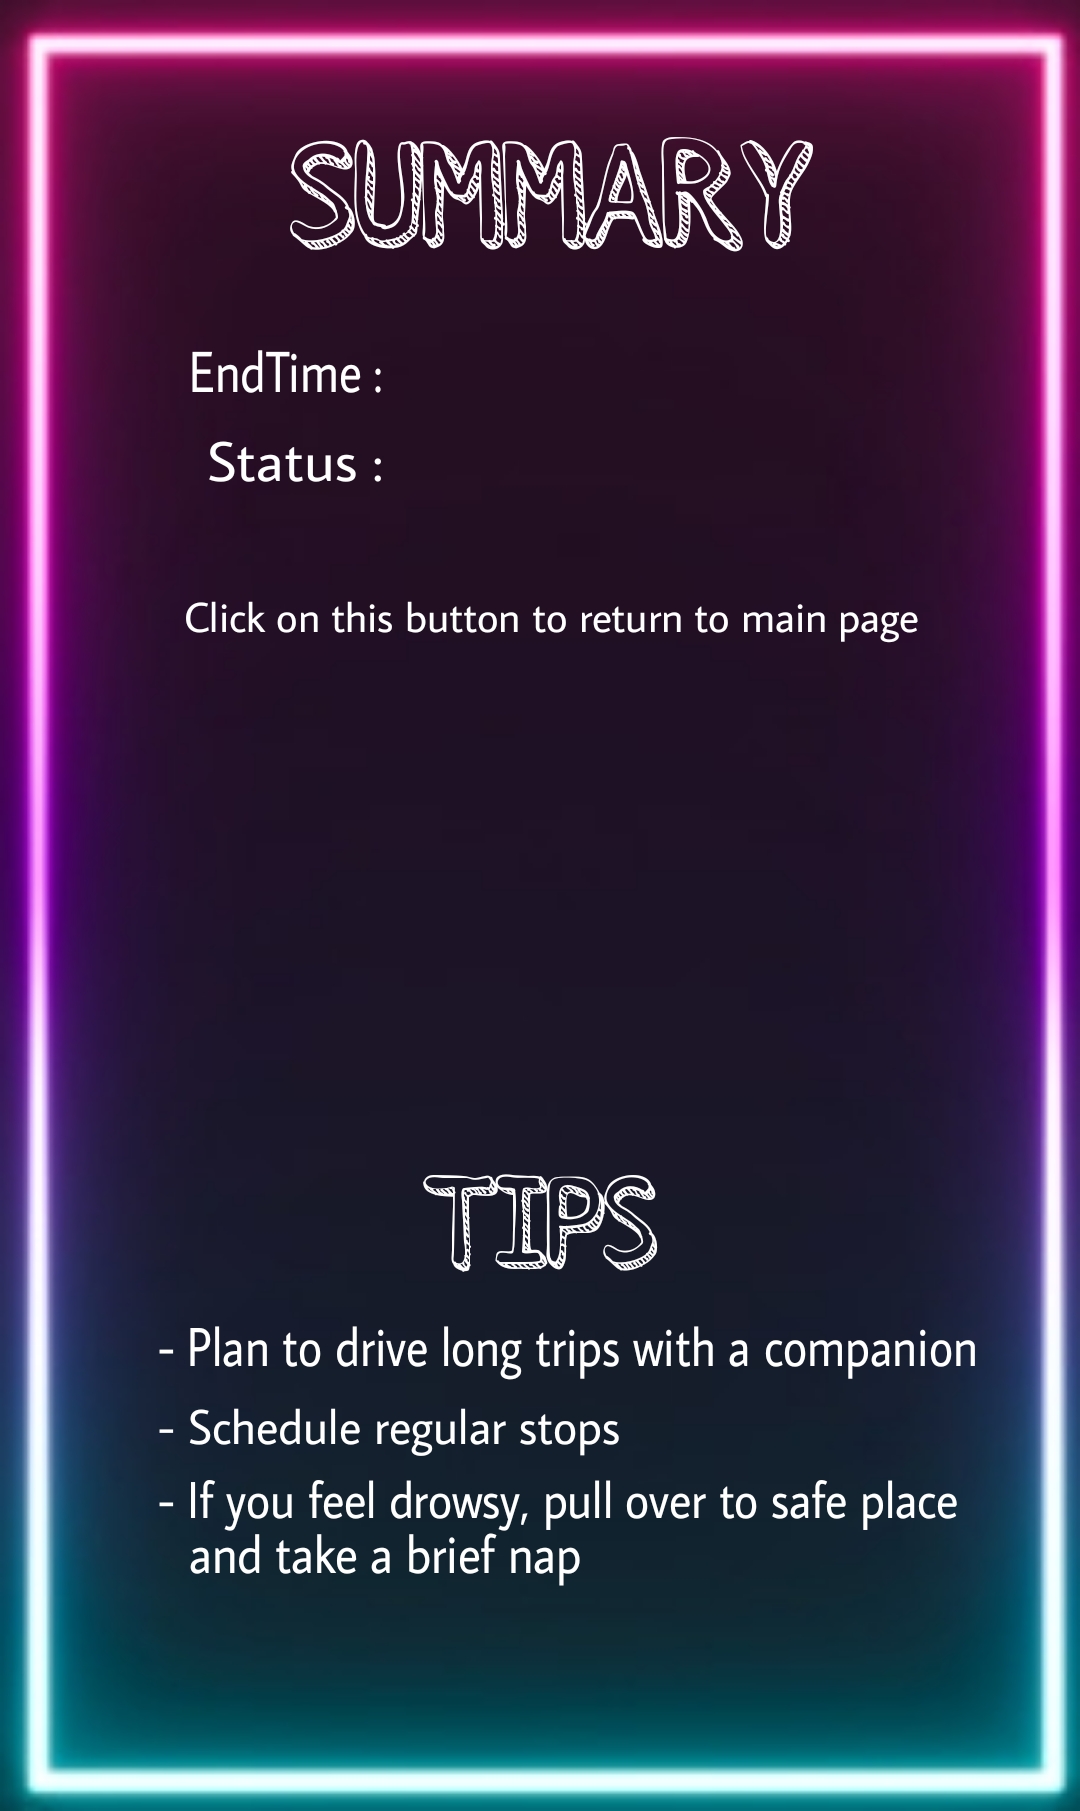 SUMMARY
EndTime :
Status :
Click on this button to return to main page
TIPS
- Plan to drive long trips with a companion
- Schedule regular stops
- If you feel drowsy, pull over to safe place
and take a brief nap